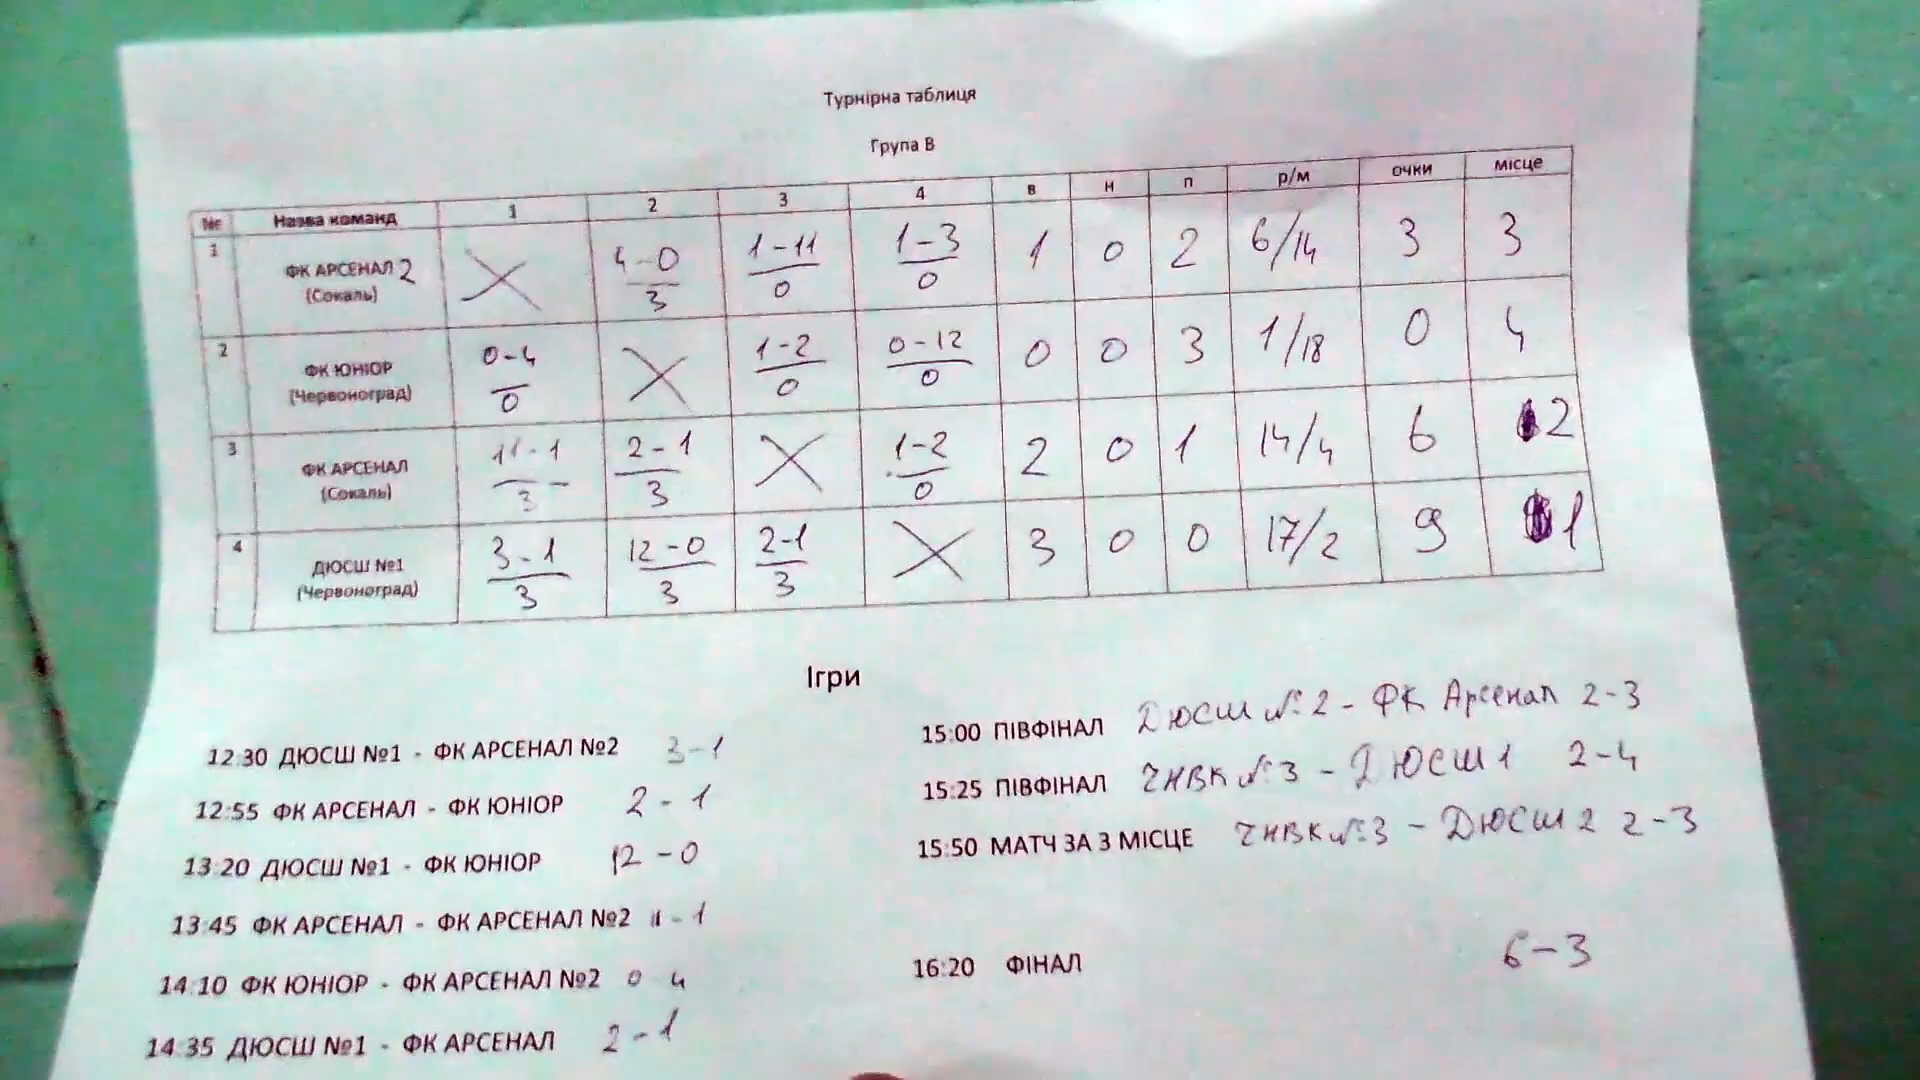 Турнірна таблиця
Група В
№ Назва команд 1 2 3 4 в н п р/м очки місце
1 ФК АРСЕНАЛ 2 (Сокаль) X 4-0 3 1-11 0 1-3 0 1 0 2 6/14 3 3
2 ФК ЮНІОР (Червоноград) 0-4 0 X 1-2 0 0-12 0 0 0 3 1/18 0 4
3 ФК АРСЕНАЛ (Сокаль) 11-1 3 2-1 3 X 1-2 0 2 0 1 14/4 6 2
4 ДЮСШ №1 (Червоноград) 3-1 3 12-0 3 2-1 3 X 3 0 0 17/2 9 1
Ігри
12:30 ДЮСШ №1 - ФК АРСЕНАЛ №2 3-1
12:55 ФК АРСЕНАЛ - ФК ЮНІОР 2-1
13:20 ДЮСШ №1 - ФК ЮНІОР 12-0
13:45 ФК АРСЕНАЛ - ФК АРСЕНАЛ №2 11-1
14:10 ФК ЮНІОР - ФК АРСЕНАЛ №2 0 4
14:35 ДЮСШ №1 - ФК АРСЕНАЛ 2-1
15:00 ПІВФІНАЛ ДЮСШ №2 - ФК Арсенал 2-3
15:25 ПІВФІНАЛ ЧНВК №3 - ДЮСШ 1 2-4
15:50 МАТЧ ЗА 3 МІСЦЕ ЧНВК №3 - ДЮСШ 2 2-3
16:20 ФІНАЛ 6-3